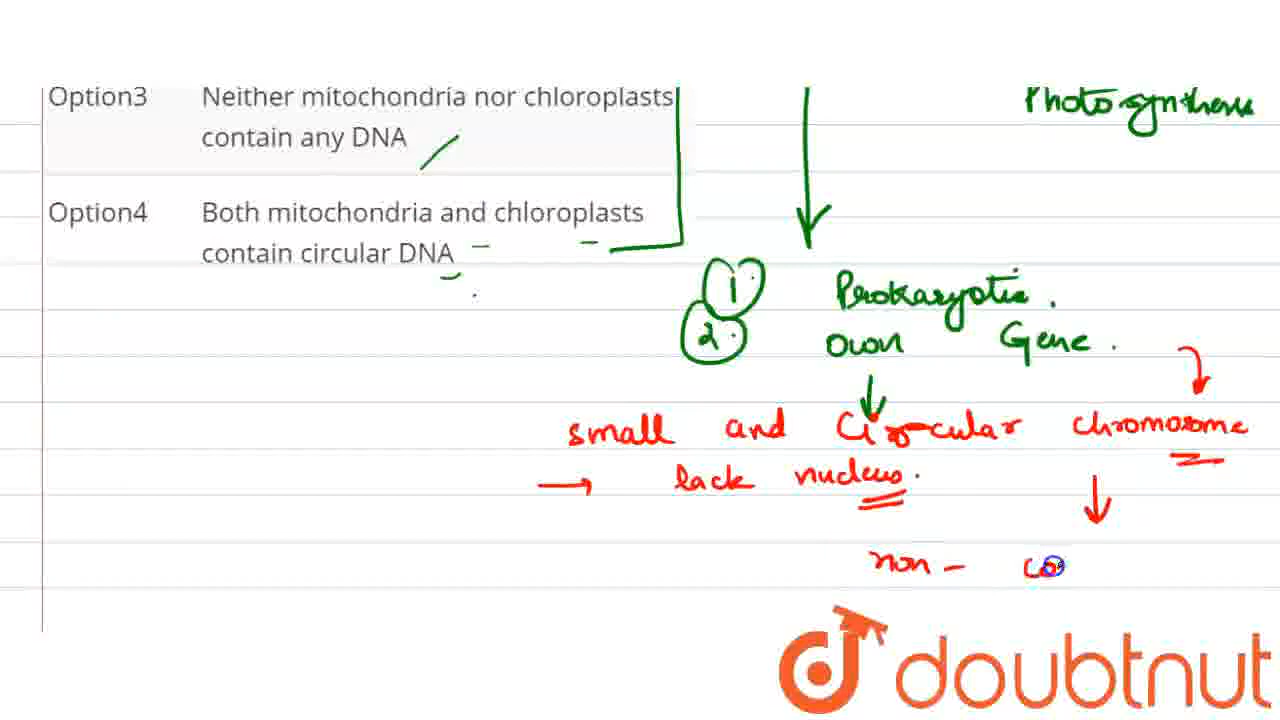 Option3 Neither mitochondria nor chloroplasts
contain any DNA
Option4 Both mitochondria and chloroplasts
contain circular DNA
Photosynthesis
1 Prokaryotic.
2. own Gene.
small and Circular chromosome
→ lack nucleus.
non- co
doubtnut